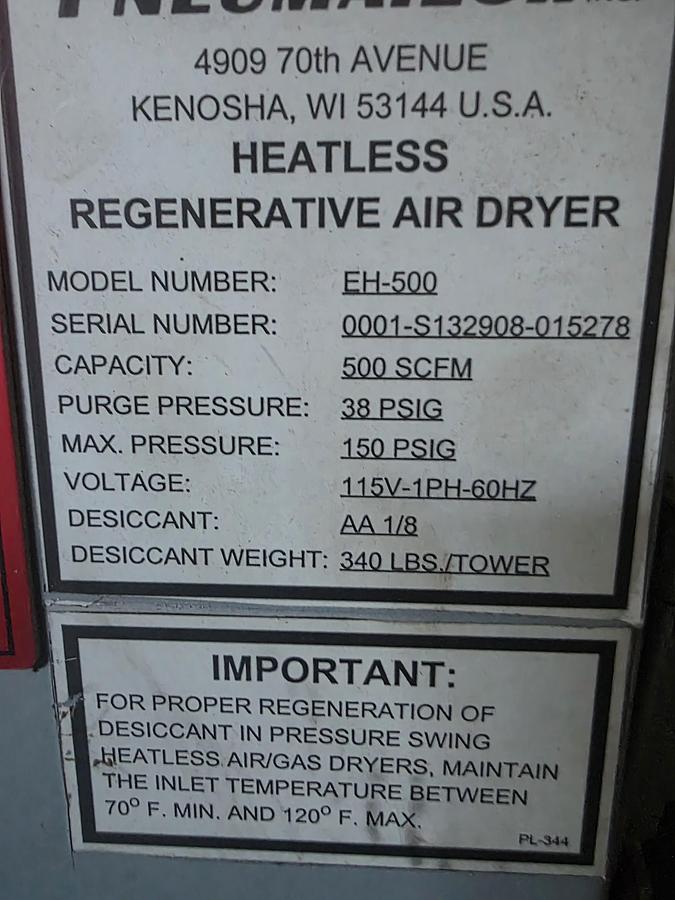 4909 70th AVENUE
KENOSHA, WI 53144 U.S.A.
HEATLESS
REGENERATIVE AIR DRYER
MODEL NUMBER: EH-500
SERIAL NUMBER: 0001-S132908-015278
CAPACITY: 500 SCFM
PURGE PRESSURE: 38 PSIG
MAX. PRESSURE: 150 PSIG
VOLTAGE: 115V-1PH-60HZ
DESICCANT: AA 1/8
DESICCANT WEIGHT: 340 LBS./TOWER
IMPORTANT:
FOR PROPER REGENERATION OF
DESICCANT IN PRESSURE SWING
HEATLESS AIR/GAS DRYERS, MAINTAIN
THE INLET TEMPERATURE BETWEEN
70º F. MIN. AND 120º F. MAX.
PL-344